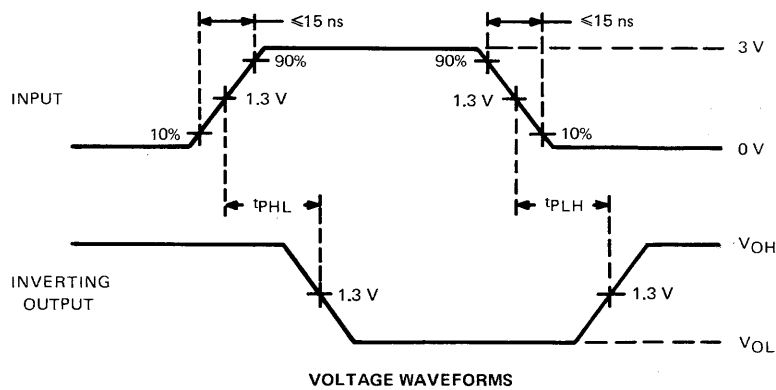 ≤15 ns
≤15 ns
3 V
90%
90%
INPUT
1.3 V
1.3 V
10%
10%
0 V
tPHL
tPLH
VOH
INVERTING
OUTPUT
1.3 V
1.3 V
VOL
VOLTAGE WAVEFORMS